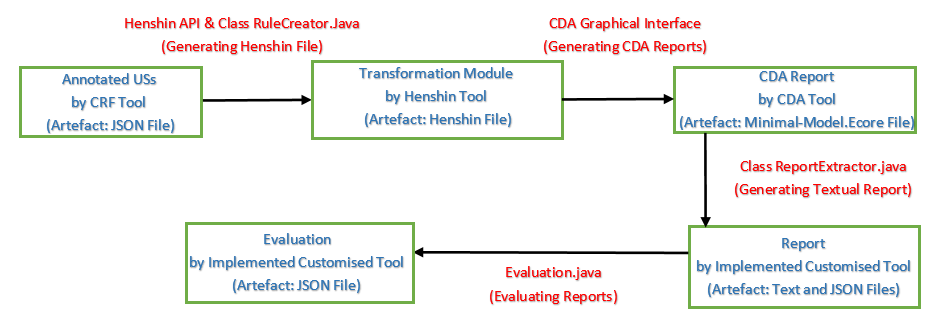 Henshin API & Class RuleCreator.Java
(Generating Henshin File)
CDA Graphical Interface
(Generating CDA Reports)
Annotated USs
by CRF Tool
(Artefact: JSON File)
Transformation Module
by Henshin Tool
(Artefact: Henshin File)
CDA Report
by CDA Tool
(Artefact: Minimal-Model.Ecore File)
Class ReportExtractor.java
(Generating Textual Report)
Evaluation
by Implemented Customised Tool
(Artefact: JSON File)
Evaluation.java
(Evaluating Reports)
Report
by Implemented Customised Tool
(Artefact: Text and JSON Files)